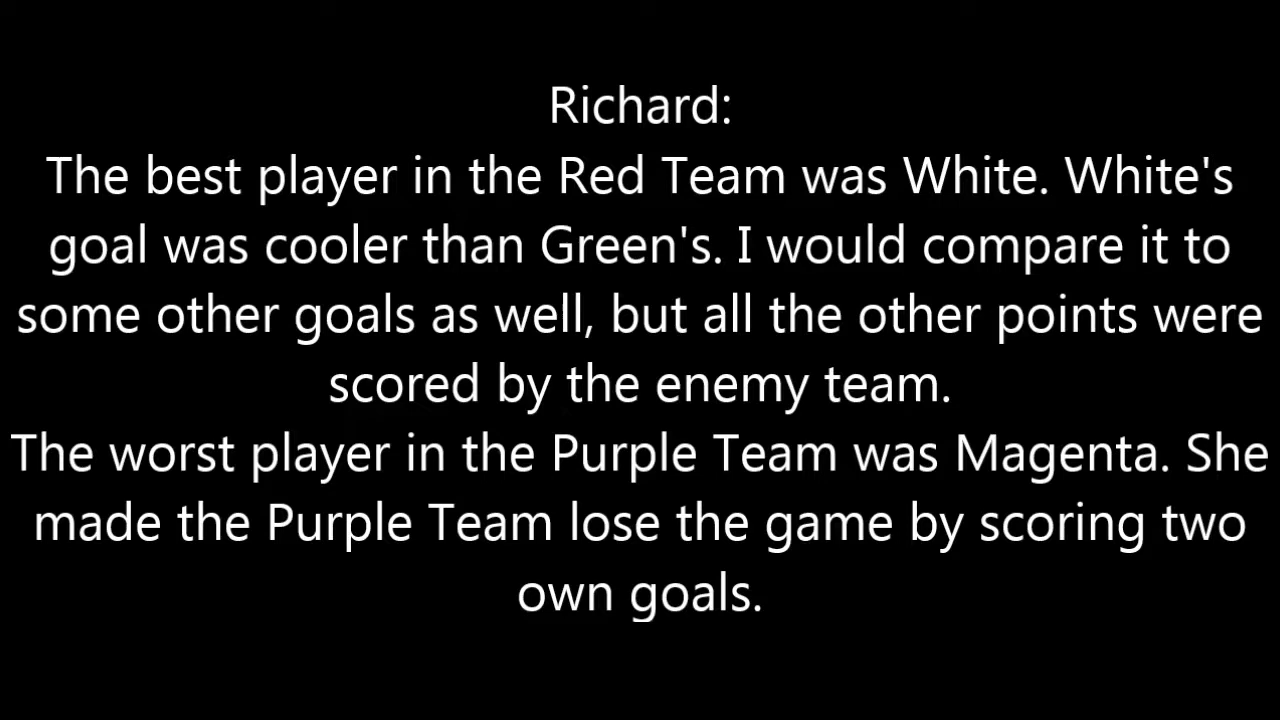 Richard:
The best player in the Red Team was White. White's
goal was cooler than Green's. I would compare it to
some other goals as well, but all the other points were
scored by the enemy team.
The worst player in the Purple Team was Magenta. She
made the Purple Team lose the game by scoring two
own goals.